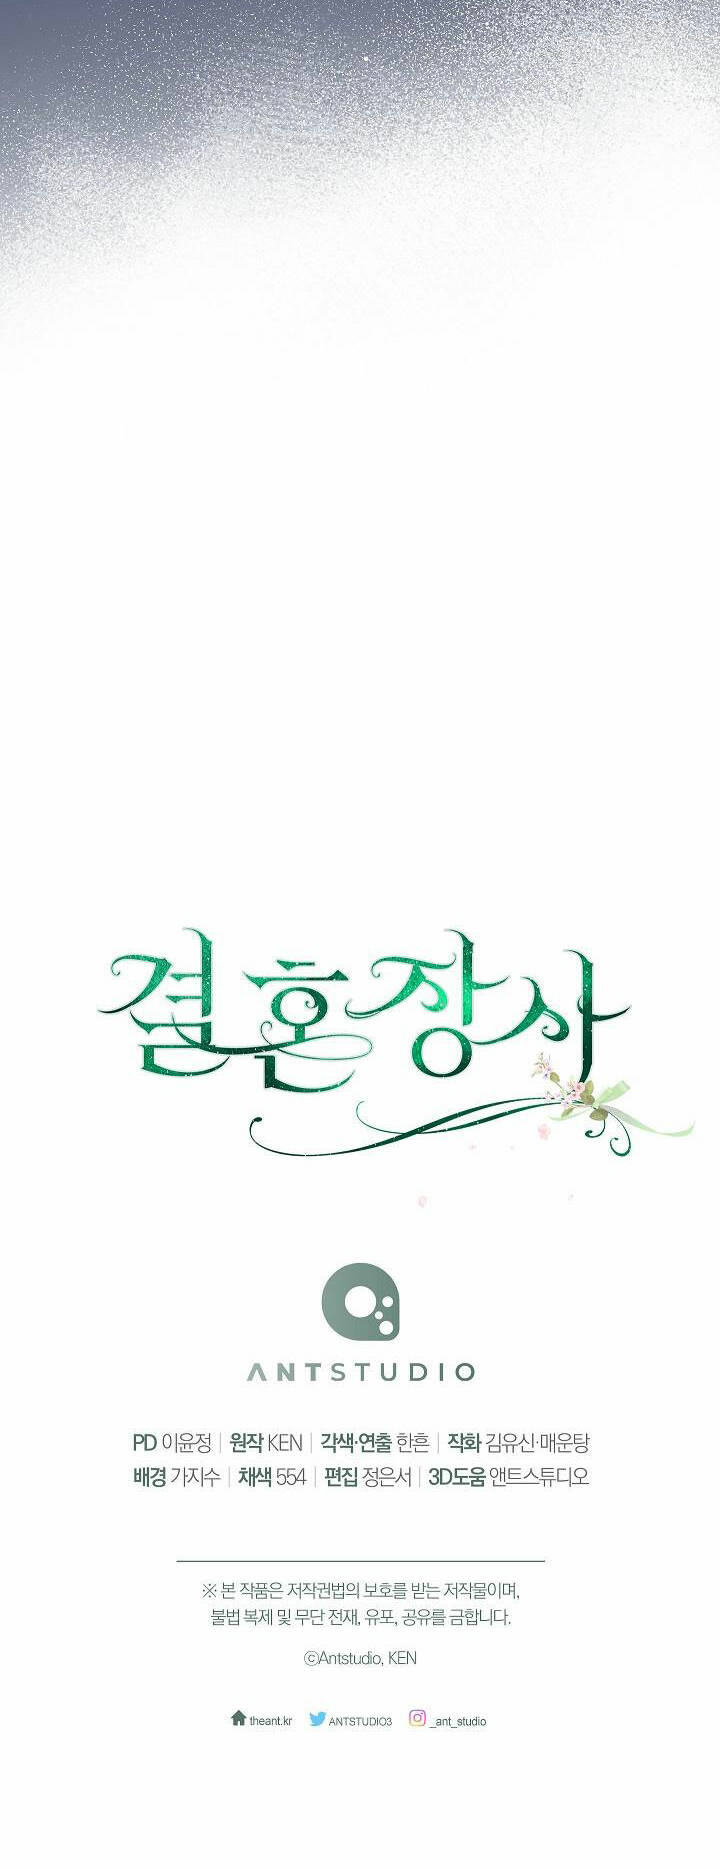 결혼장사
ANTSTUDIO
PD 이윤정 | 원작 KEN | 각색·연출 한흔 | 작화 김유신·매운탕
배경 가지수 | 채색 554 | 편집 정은서 | 3D도움 앤트스튜디오
※ 본 작품은 저작권법의 보호를 받는 저작물이며,
불법 복제 및 무단 전재, 유포, 공유를 금합니다.
ⓒAntstudio, KEN
theant.kr ANTSTUDIO3 _ant_studio